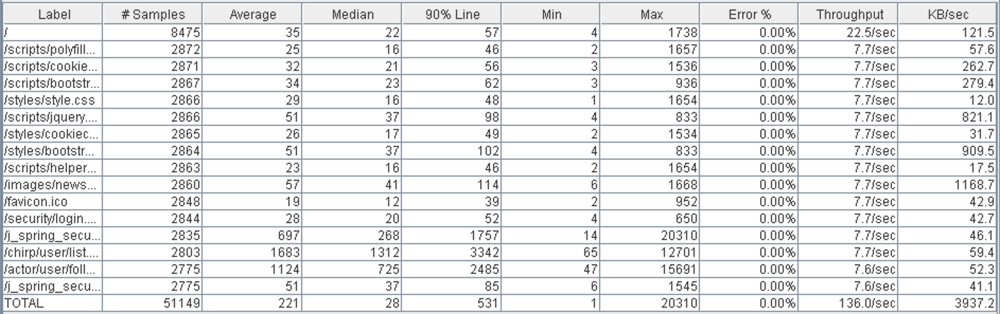 Label # Samples Average Median 90% Line Min Max Error % Throughput KB/sec
/ 8475 35 22 57 4 1738 0.00% 22.5/sec 121.5
/scripts/polyfill... 2872 25 16 46 2 1657 0.00% 7.7/sec 57.6
/scripts/cookie... 2871 32 21 56 3 1536 0.00% 7.7/sec 262.7
/scripts/bootstr... 2867 34 23 62 3 936 0.00% 7.7/sec 279.4
/styles/style.css 2866 29 16 48 1 1654 0.00% 7.7/sec 12.0
/scripts/jquery.... 2866 51 37 98 4 833 0.00% 7.7/sec 821.1
/styles/cookiec... 2865 26 17 49 2 1534 0.00% 7.7/sec 31.7
/styles/bootstr... 2864 51 37 102 4 833 0.00% 7.7/sec 909.5
/scripts/helper... 2863 23 16 46 2 1654 0.00% 7.7/sec 17.5
/images/news... 2860 57 41 114 6 1668 0.00% 7.7/sec 1168.7
/favicon.ico 2848 19 12 39 2 952 0.00% 7.7/sec 42.9
/security/login.... 2844 28 20 52 4 650 0.00% 7.7/sec 42.7
/j_spring_secu... 2835 697 268 1757 14 20310 0.00% 7.7/sec 46.1
/chirp/user/list.... 2803 1683 1312 3342 65 12701 0.00% 7.7/sec 59.4
/actor/user/foll... 2775 1124 725 2485 47 15691 0.00% 7.6/sec 52.3
/j_spring_secu... 2775 51 37 85 6 1545 0.00% 7.6/sec 41.1
TOTAL 51149 221 28 531 1 20310 0.00% 136.0/sec 3937.2